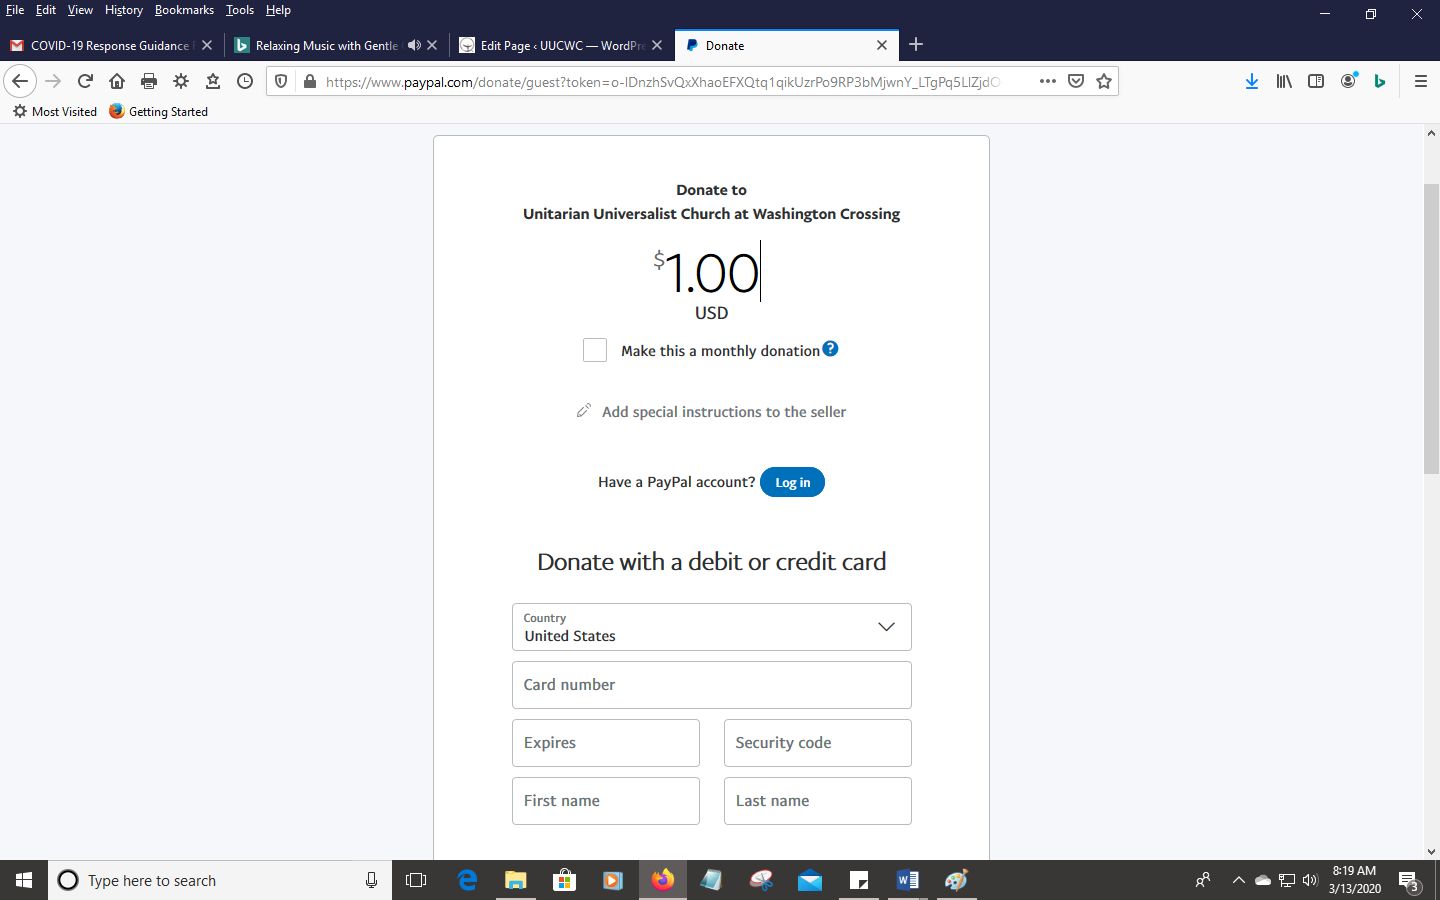 File Edit View History Bookmarks Tools Help
COVID-19 Response Guidance
Relaxing Music with Gentle
Edit Page ‹ UUCWC — WordPre
Donate
https://www.paypal.com/donate/guest?token=
Most Visited Getting Started
Donate to
Unitarian Universalist Church at Washington Crossing
$1.00
USD
Make this a monthly donation ?
Add special instructions to the seller
Have a PayPal account? Log in
Donate with a debit or credit card
Country
United States
Card number
Expires Security code
First name Last name
Type here to search
8:19 AM
3/13/2020
3